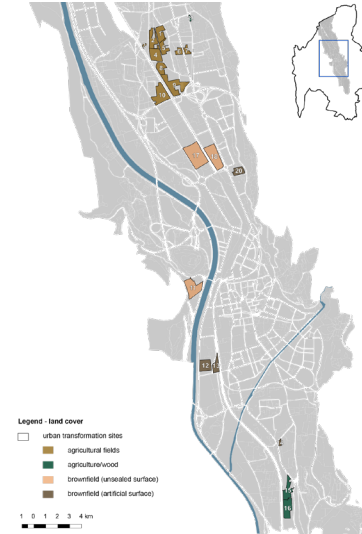 10
20
12
16
Legend - land cover
urban transformation sites
agricultural fields
agriculture/wood
brownfield (unsealed surface)
brownfield (artificial surface)
1 0 1 2 3 4 km